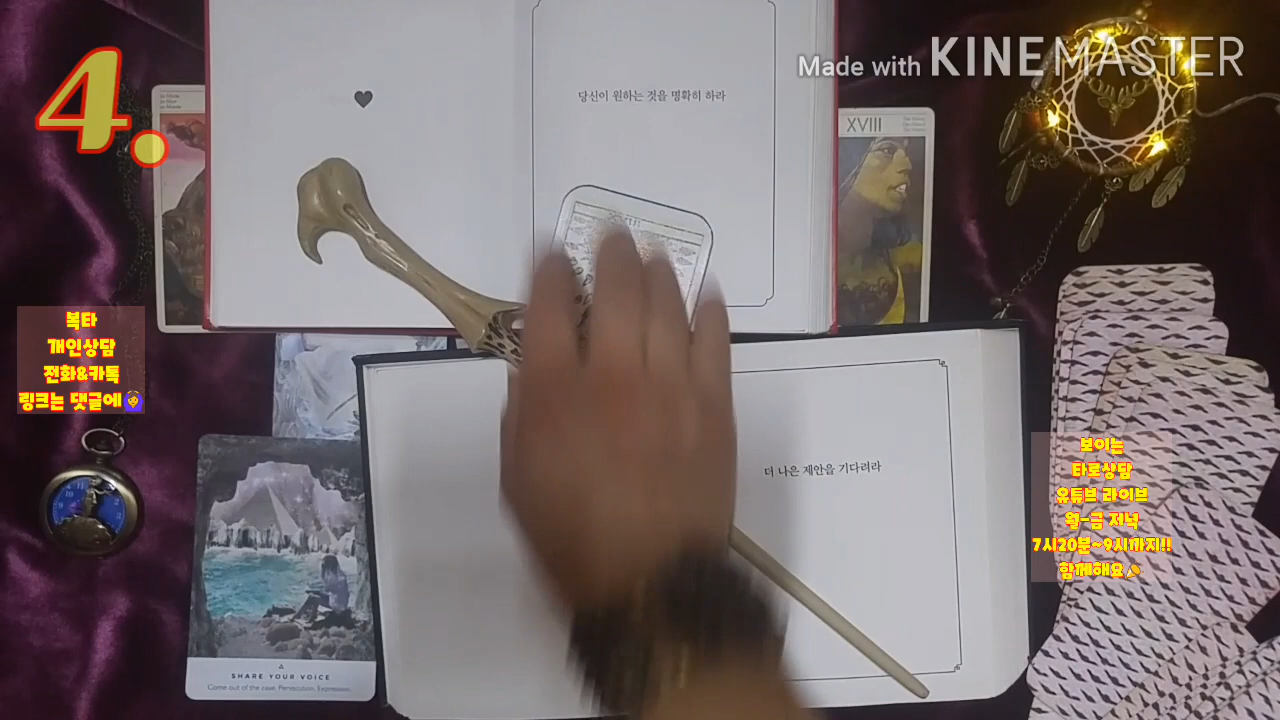 4.
Made with KINEMASTER
당신이 원하는 것을 명확히 하라
XVIII
복타
개인상담
전화&카톡
링크는 댓글에🙆‍♀️
더 나은 제안을 기다려라
보이는
타로상담
유튜브 라이브
월-금 저녁
7시20분~9시까지!!
함께해요
SHARE YOUR VOICE
Come out of the cave. Persecution. Expression.